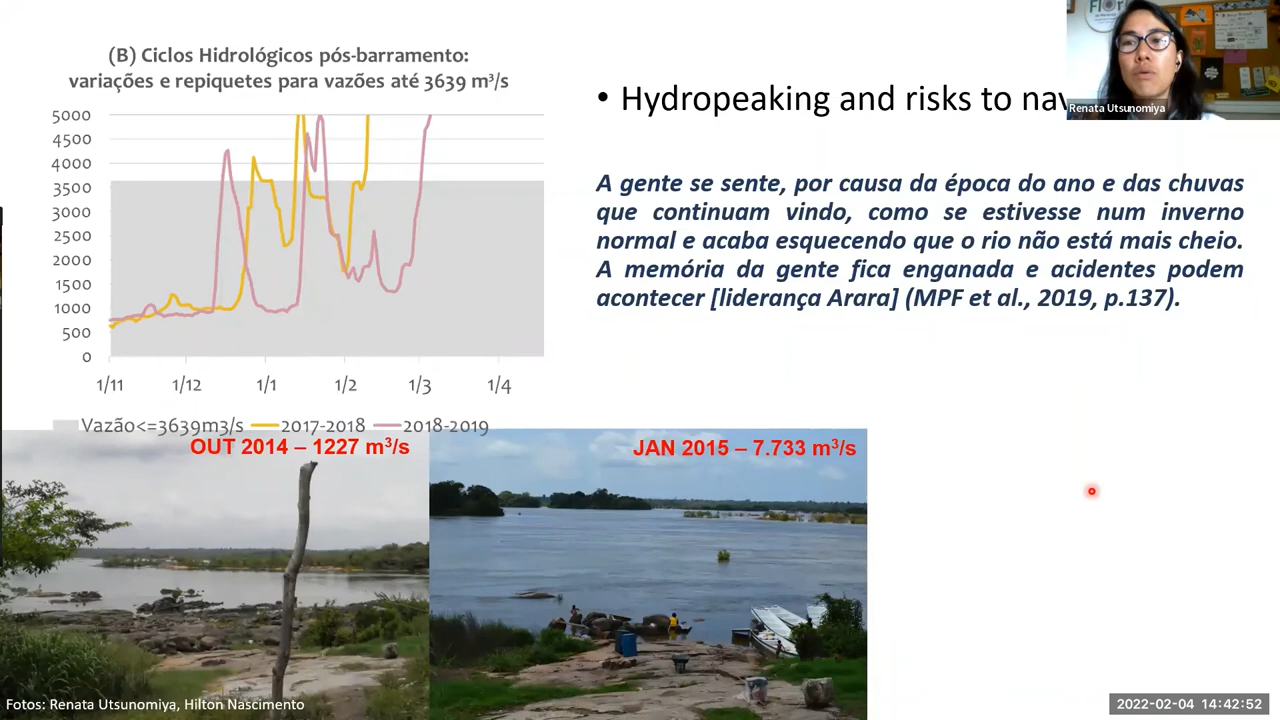 (B) Ciclos Hidrológicos pós-barramento:
variações e repiquetes para vazões até 3639 m³/s
5000
4500
4000
3500
3000
2500
2000
1500
1000
500
0
1/11
1/12
1/1
1/2
1/3
1/4
Vazão<=3639m3/s
2017-2018
2018-2019
• Hydropeaking and risks to nav
Renata Utsunomiya
A gente se sente, por causa da época do ano e das chuvas
que continuam vindo, como se estivesse num inverno
normal e acaba esquecendo que o rio não está mais cheio.
A memória da gente fica enganada e acidentes podem
acontecer [liderança Arara] (MPF et al., 2019, p.137).
OUT 2014 – 1227 m³/s
JAN 2015 – 7.733 m³/s
Fotos: Renata Utsunomiya, Hilton Nascimento
2022-02-04 14:42:52